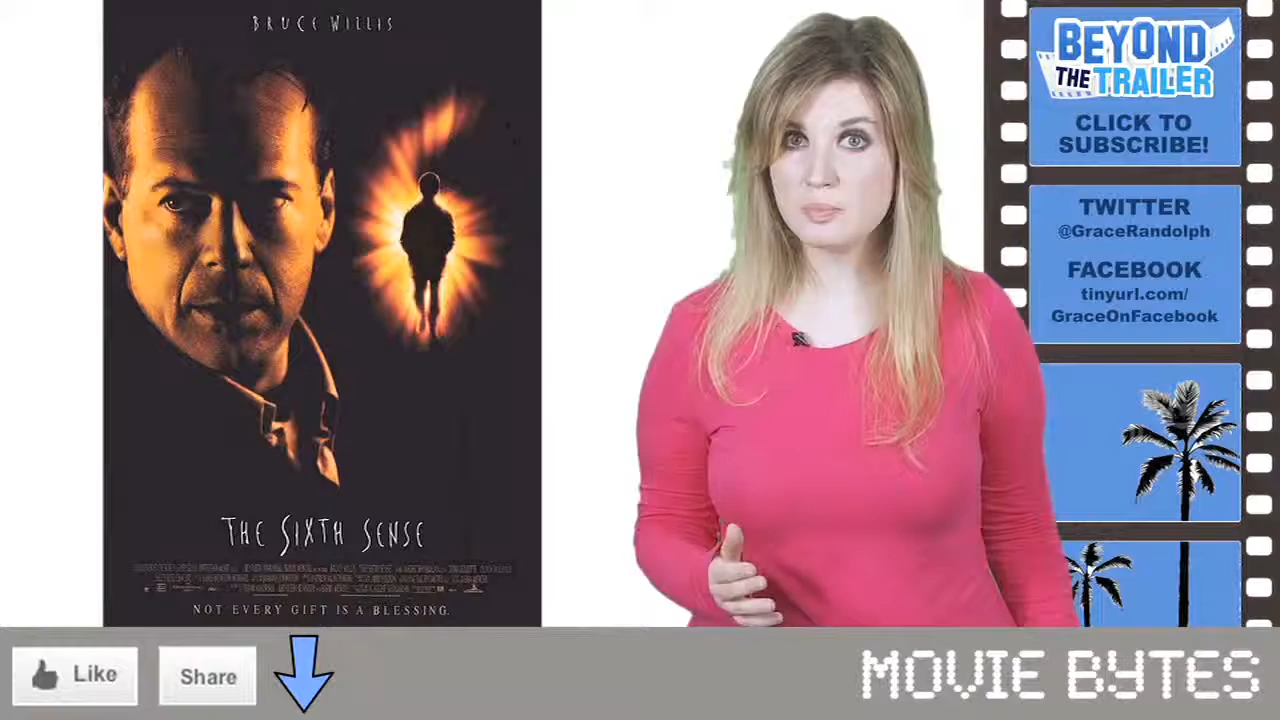 BRUCE WILLIS
THE SIXTH SENSE
NOT EVERY GIFT IS A BLESSING.
BEYOND
THE TRAILER
CLICK TO
SUBSCRIBE!
TWITTER
@GraceRandolph
FACEBOOK
tinyurl.com/
GraceOnFacebook
Like
Share
MOVIE BYTES